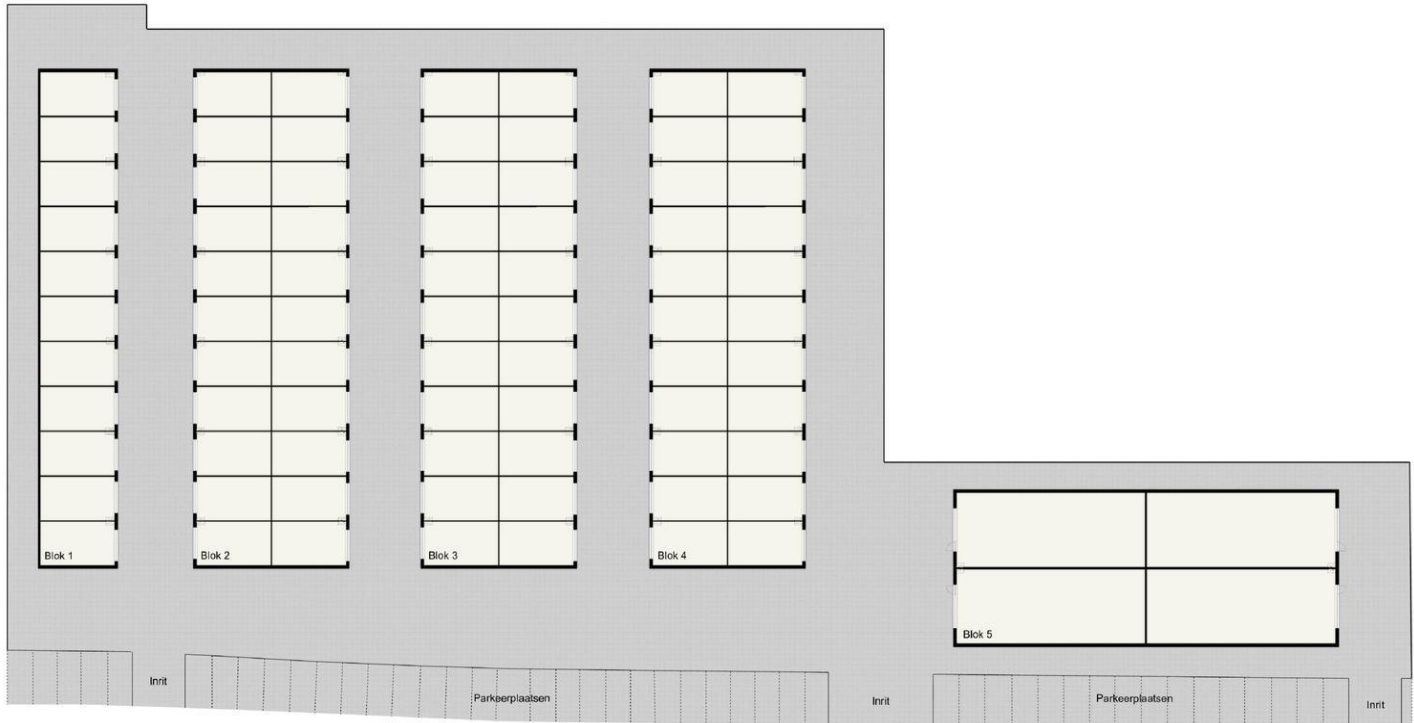 Blok 1
Blok 2
Blok 3
Blok 4
Blok 5
Inrit
Parkeerplaatsen
Inrit
Parkeerplaatsen
Inrit